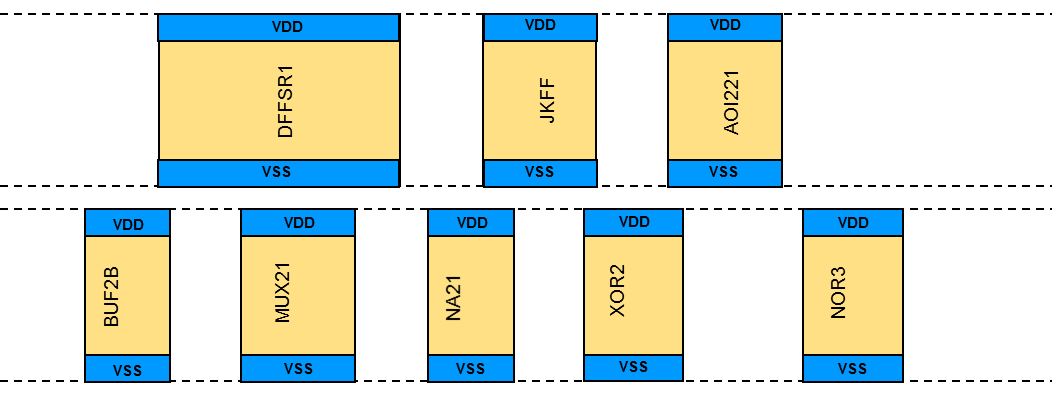 VDD VDD VDD
DFFSR1 JKFF AOI221
VSS VSS VSS
VDD VDD VDD VDD VDD
BUF2B MUX21 NA21 XOR2 NOR3
VSS VSS VSS VSS VSS